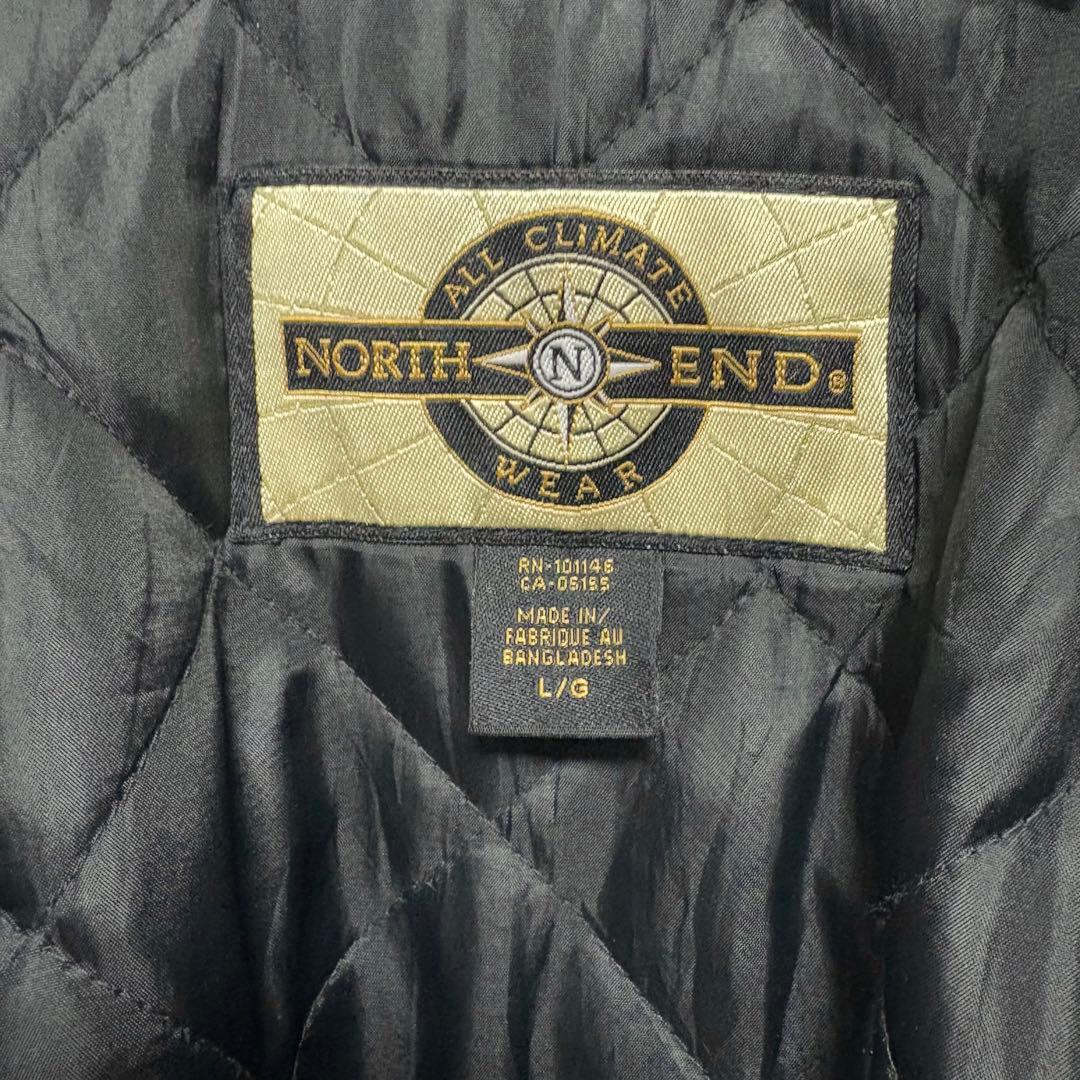 ALL CLIMATE
NORTH N END®
WEAR
RN-101146
CA-05195
MADE IN/
FABRIQUE AU
BANGLADESH
L/G